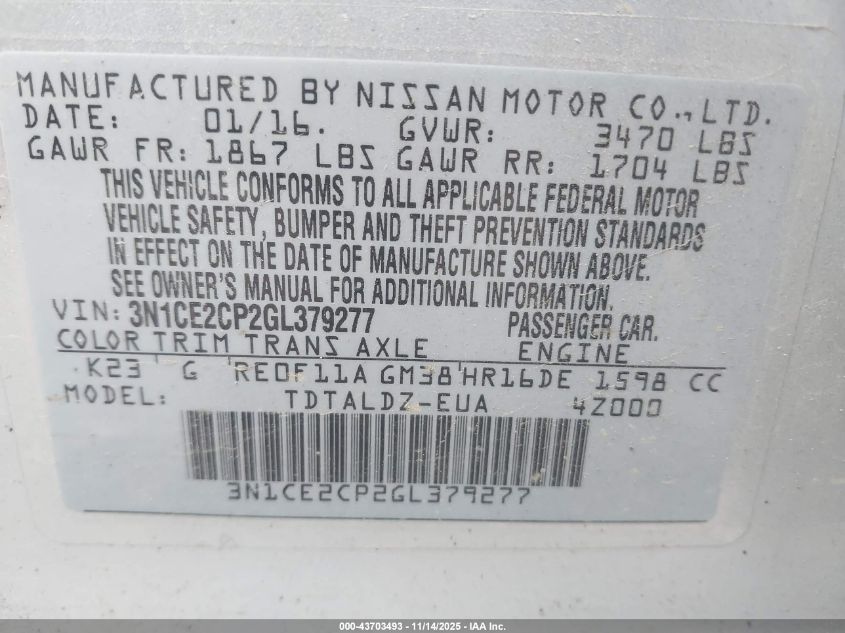 MANUFACTURED BY NISSAN MOTOR CO.,LTD.
DATE: 01/16. GVWR: 3470 LBS
GAWR FR: 1867 LBS GAWR RR: 1704 LBS
THIS VEHICLE CONFORMS TO ALL APPLICABLE FEDERAL MOTOR
VEHICLE SAFETY, BUMPER AND THEFT PREVENTION STANDARDS
IN EFFECT ON THE DATE OF MANUFACTURE SHOWN ABOVE.
SEE OWNER'S MANUAL FOR ADDITIONAL INFORMATION.
VIN: 3N1CE2CP2GL379277 PASSENGER CAR.
COLOR TRIM TRANS AXLE ENGINE
K23 G RE0F11A GM38 HR16DE 1598 CC
MODEL: TDTALDZ-EUA 4Z000
3N1CE2CP2GL379277
000-43703493 - 11/14/2025 - IAA Inc.